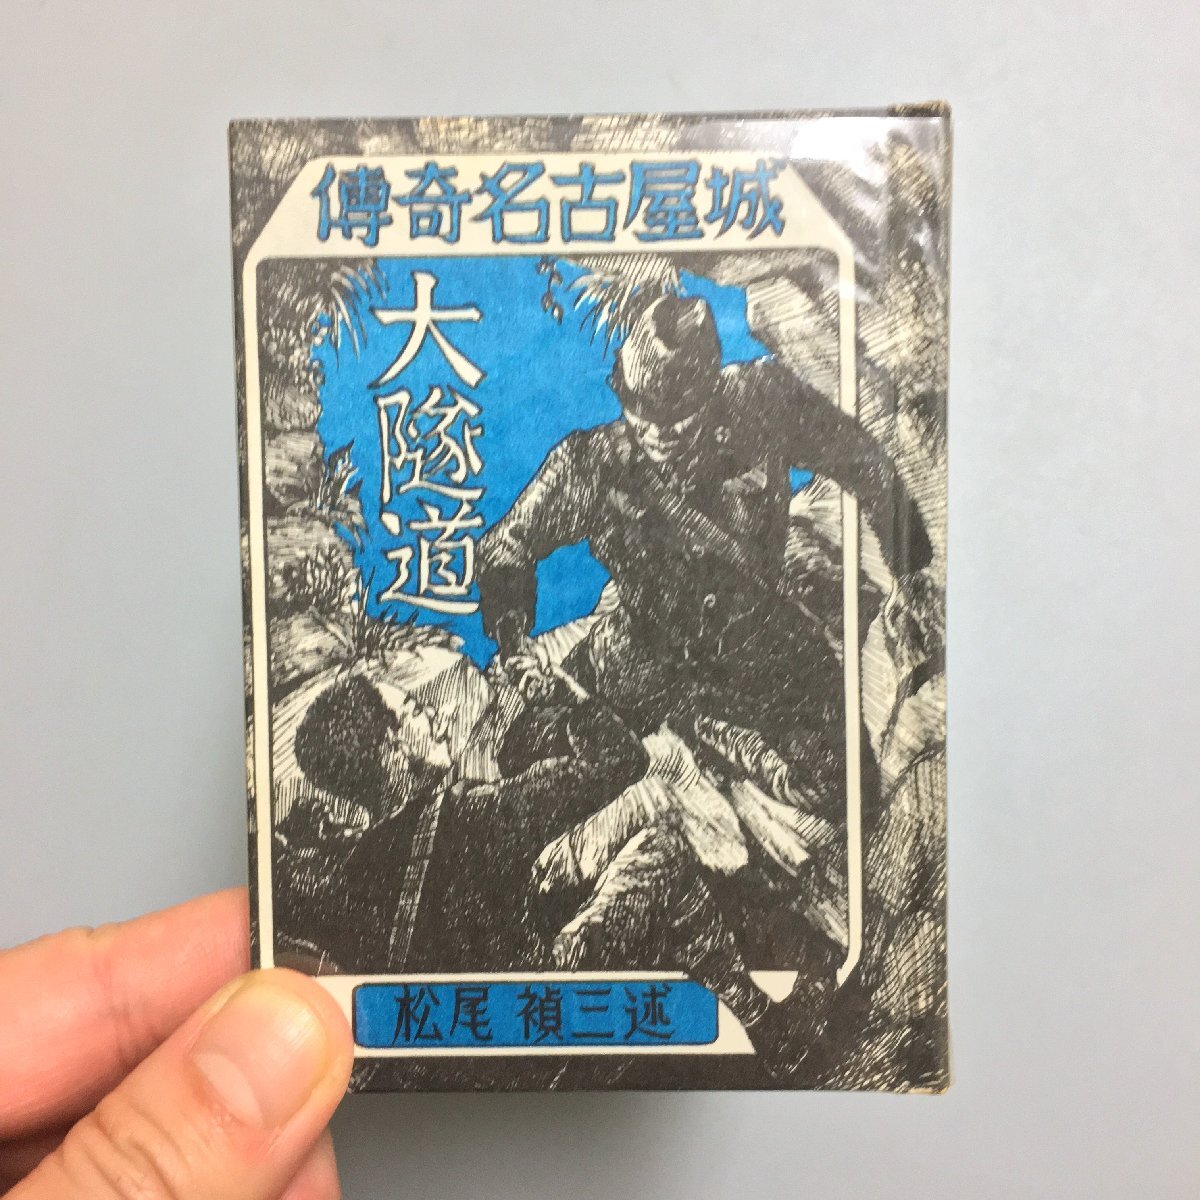 傳奇名古屋城
大隧道
松尾 禎三述